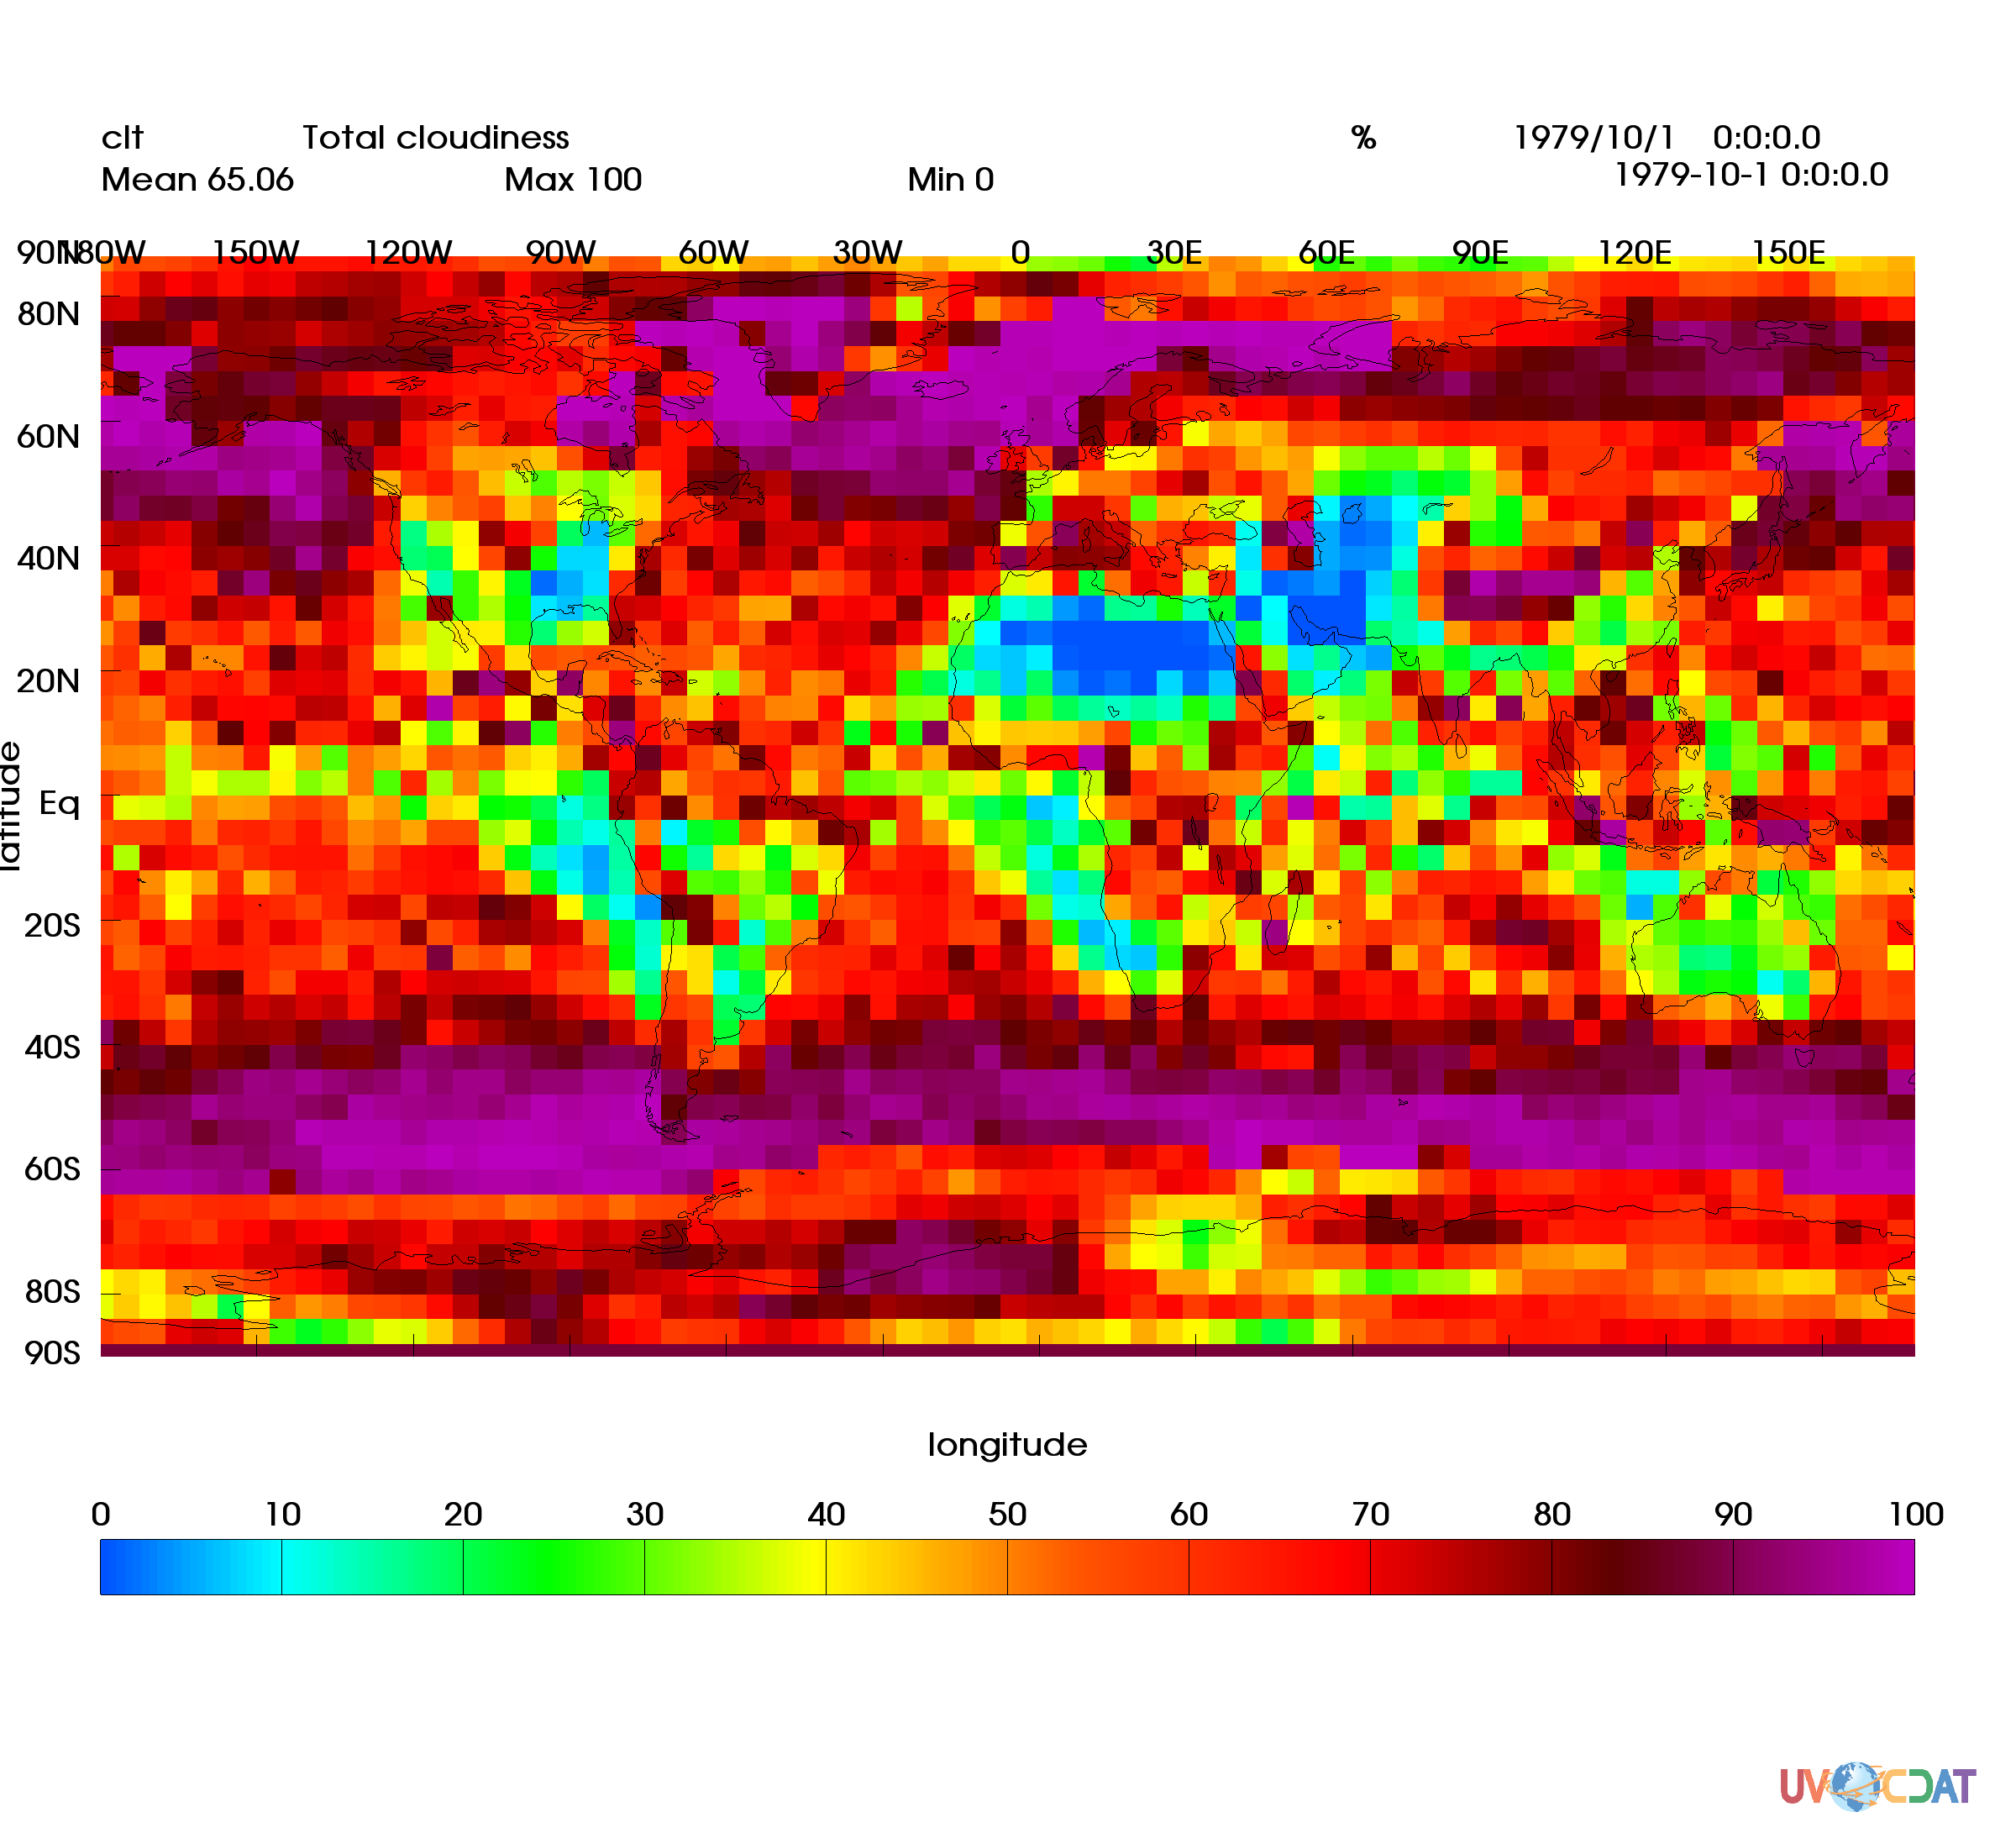 clt Total cloudiness % 1979/10/1 0:0:0.0
Mean 65.06 Max 100 Min 0 1979-10-1 0:0:0.0
180W 150W 120W 90W 60W 30W 0 30E 60E 90E 120E 150E
90N
80N
60N
40N
20N
Eq
20S
40S
60S
80S
90S
latitude
longitude
0 10 20 30 40 50 60 70 80 90 100
UV CDAT